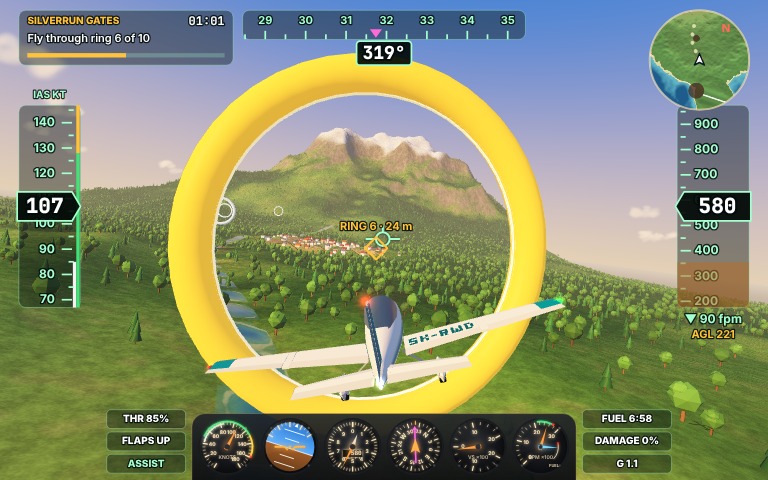 SILVERRUN GATES 01:01
Fly through ring 6 of 10
29 30 31 32 33 34 35
319°
N
IAS KT
140
130
120
107
100
90
80
70
900
800
700
580
500
400
300
200
▼ 90 fpm
AGL 221
RING 6 · 24 m
SK-RWD
THR 85%
FLAPS UP
ASSIST
FUEL 6:58
DAMAGE 0%
G 1.1